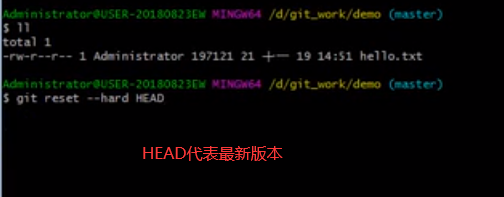 Administrator@USER-20180823EW MINGW64 /d/git_work/demo (master)
$ ll
total 1
-rw-r--r-- 1 Administrator 197121 21 十一 19 14:51 hello.txt
Administrator@USER-20180823EW MINGW64 /d/git_work/demo (master)
$ git reset --hard HEAD
HEAD代表最新版本